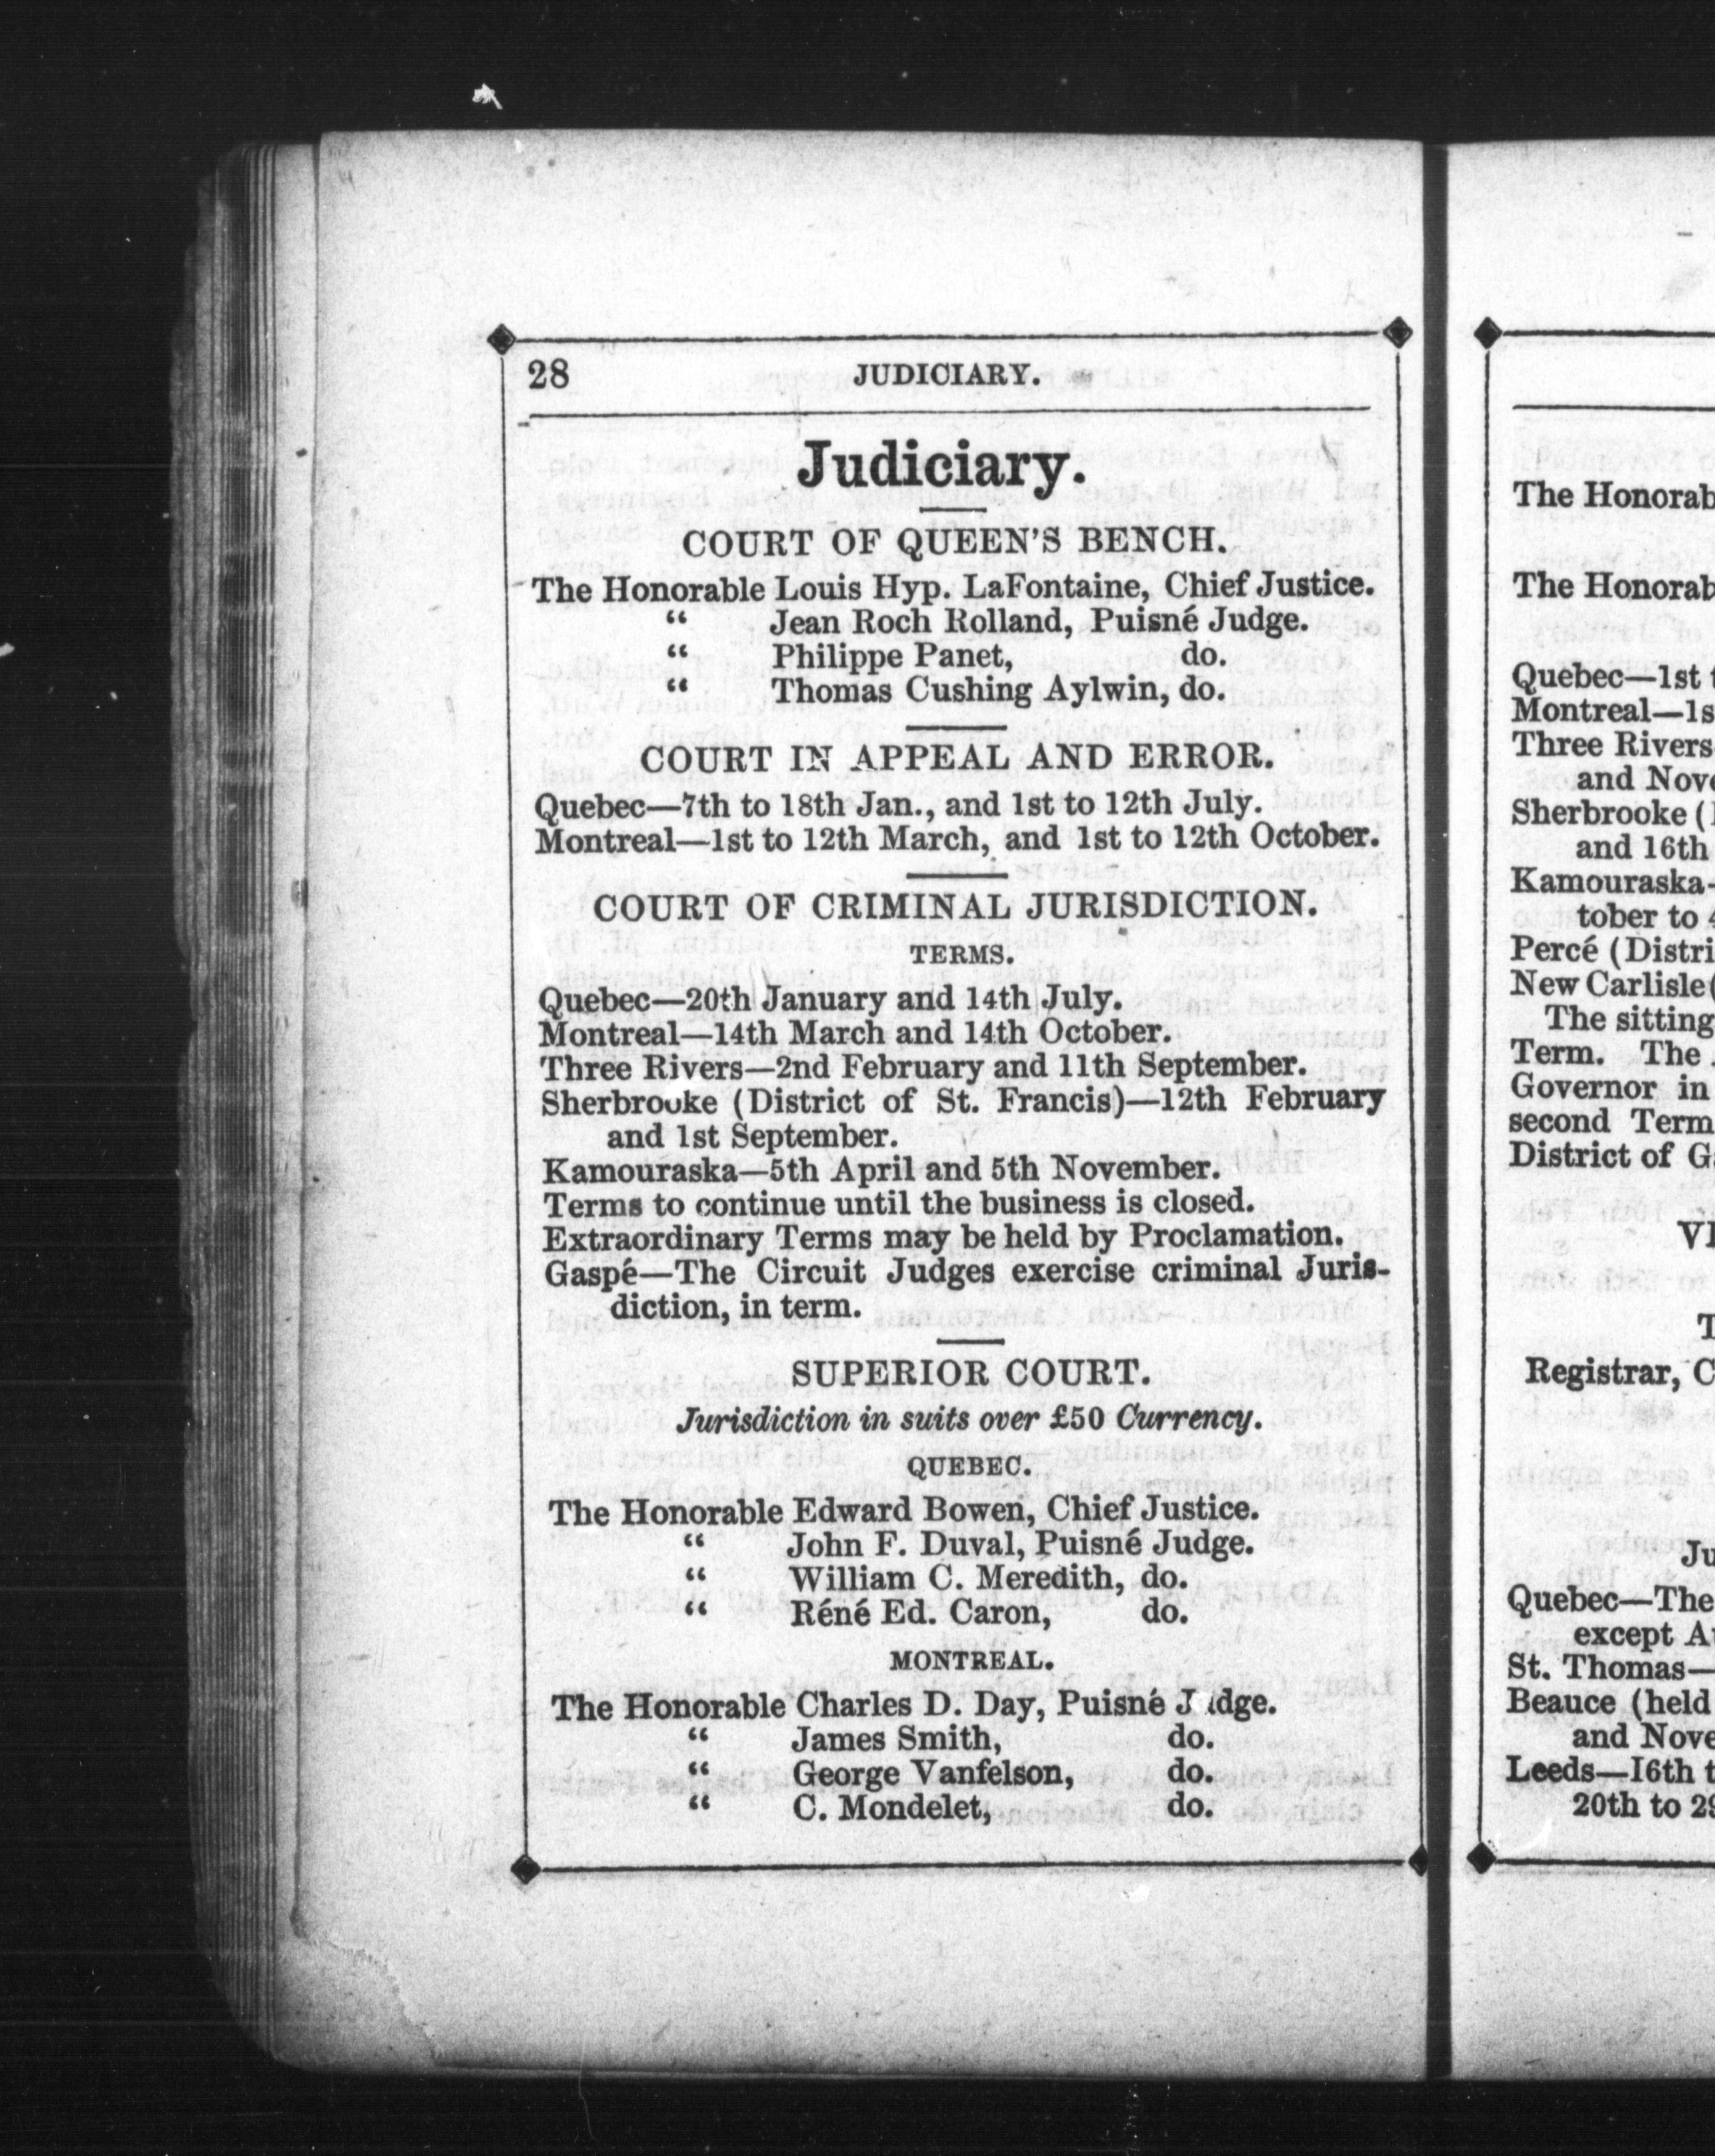 28 JUDICIARY.
Judiciary.
COURT OF QUEEN'S BENCH.
The Honorable Louis Hyp. LaFontaine, Chief Justice.
“ Jean Roch Rolland, Puisné Judge.
“ Philippe Panet, do.
“ Thomas Cushing Aylwin, do.
COURT IN APPEAL AND ERROR.
Quebec—7th to 18th Jan., and 1st to 12th July.
Montreal—1st to 12th March, and 1st to 12th October.
COURT OF CRIMINAL JURISDICTION.
TERMS.
Quebec—20th January and 14th July.
Montreal—14th March and 14th October.
Three Rivers—2nd February and 11th September.
Sherbrooke (District of St. Francis)—12th February
and 1st September.
Kamouraska—5th April and 5th November.
Terms to continue until the business is closed.
Extraordinary Terms may be held by Proclamation.
Gaspé—The Circuit Judges exercise criminal Juris-
diction, in term.
SUPERIOR COURT.
Jurisdiction in suits over £50 Currency.
QUEBEC.
The Honorable Edward Bowen, Chief Justice.
“ John F. Duval, Puisné Judge.
“ William C. Meredith, do.
“ Réné Ed. Caron, do.
MONTREAL.
The Honorable Charles D. Day, Puisné Judge.
“ James Smith, do.
“ George Vanfelson, do.
“ C. Mondelet, do.
The Honorab
The Honorab
Quebec—1st t
Montreal—1s
Three Rivers
and Nove
Sherbrooke (
and 16th
Kamouraska-
tober to 4
Percé (Distri
New Carlisle (
The sitting
Term. The
Governor in
second Term
District of G
VI
T
Registrar, C
Ju
Quebec—The
except Au
St. Thomas—
Beauce (held
and Nove
Leeds—16th t
20th to 29